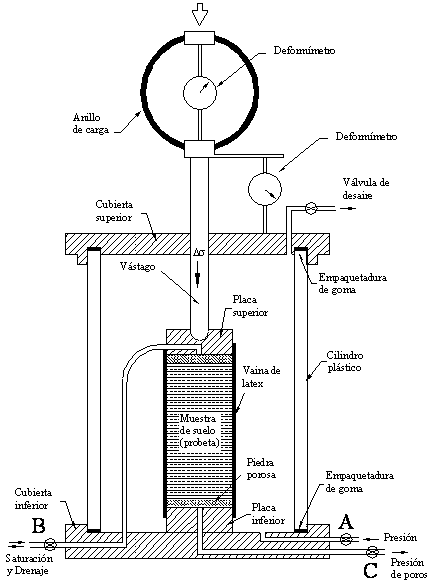 Deformímetro
Anillo
de carga
Deformímetro
Válvula de
desaire
Cubierta
superior
Δσ
Vástago
Empaquetadura
de goma
Placa
superior
Cilindro
plástico
Vaina de
latex
Muestra
de suelo
(probeta)
Piedra
porosa
Empaquetadura
de goma
Cubierta
inferior
Placa
inferior
B
A
Presión
Saturación
y Drenaje
C
Presión
de poros